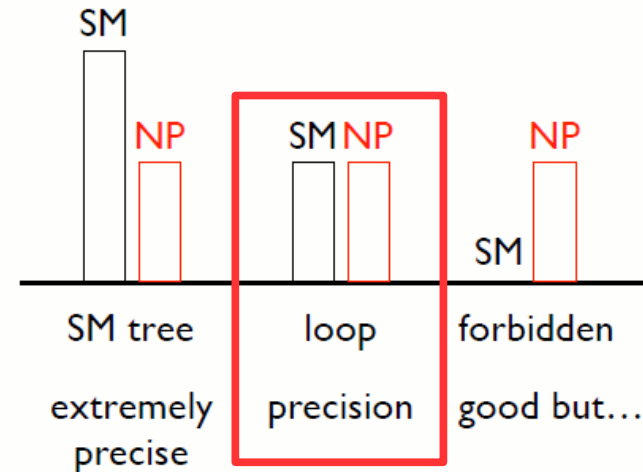 SM
NP
SM NP
NP
SM
SM tree
loop
forbidden
extremely
precise
precision
good but…